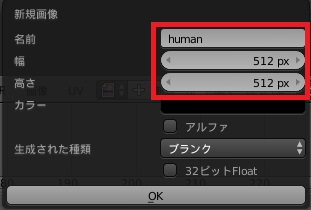 新規画像
名前 human
幅 512 px
高さ 512 px
カラー
アルファ
生成された種類 ブランク
32ビットFloat
OK